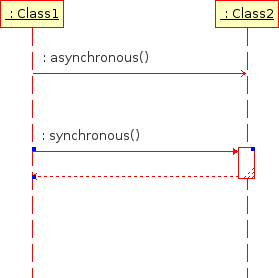 : Class1
: Class2
: asynchronous()
: synchronous()